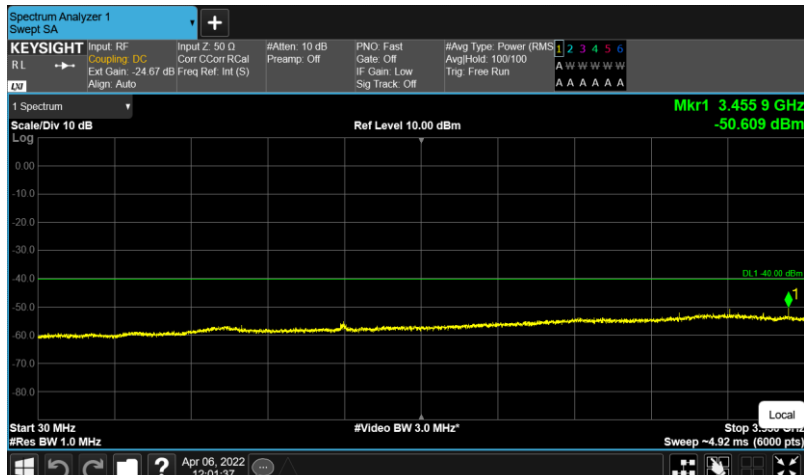 Spectrum Analyzer 1
Swept SA
+
KEYSIGHT Input: RF Input Z: 50 Ω #Atten: 10 dB PNO: Fast #Avg Type: Power (RMS 1 2 3 4 5 6
RL Coupling: DC Corr CCorr RCal Preamp: Off Gate: Off Avg|Hold: 100/100 A W W W W W
Ext Gain: -24.67 dB Freq Ref: Int (S) IF Gain: Low Trig: Free Run
LXI Align: Auto Sig Track: Off A A A A A A
1 Spectrum Mkr1 3.455 9 GHz
Scale/Div 10 dB Ref Level 10.00 dBm -50.609 dBm
Log
0.00
-10.0
-20.0
-30.0
-40.0 DL1 -40.00 dBm
-50.0 1
-60.0
-70.0
-80.0
Local
Start 30 MHz #Video BW 3.0 MHz* Stop
#Res BW 1.0 MHz Sweep ~4.92 ms (6000 pts)
? Apr 06, 2022
12:01:37